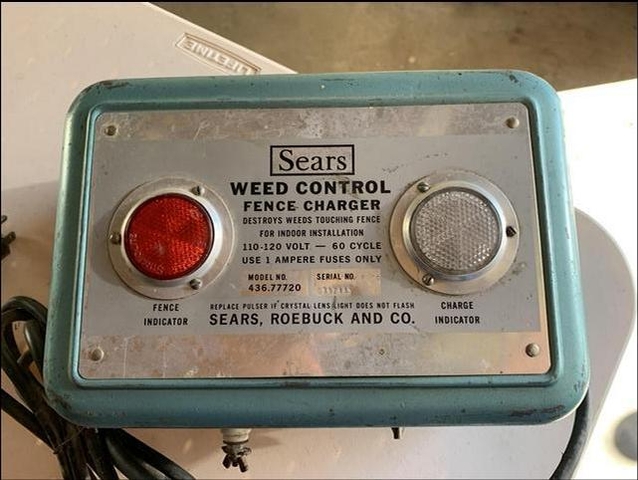 LIFETIME
Sears
WEED CONTROL
FENCE CHARGER
DESTROYS WEEDS TOUCHING FENCE
FOR INDOOR INSTALLATION
110-120 VOLT — 60 CYCLE
USE 1 AMPERE FUSES ONLY
MODEL NO. SERIAL NO.
436.77720
FENCE INDICATOR
REPLACE PULSER IF CRYSTAL LENS LIGHT DOES NOT FLASH
SEARS, ROEBUCK AND CO.
CHARGE INDICATOR